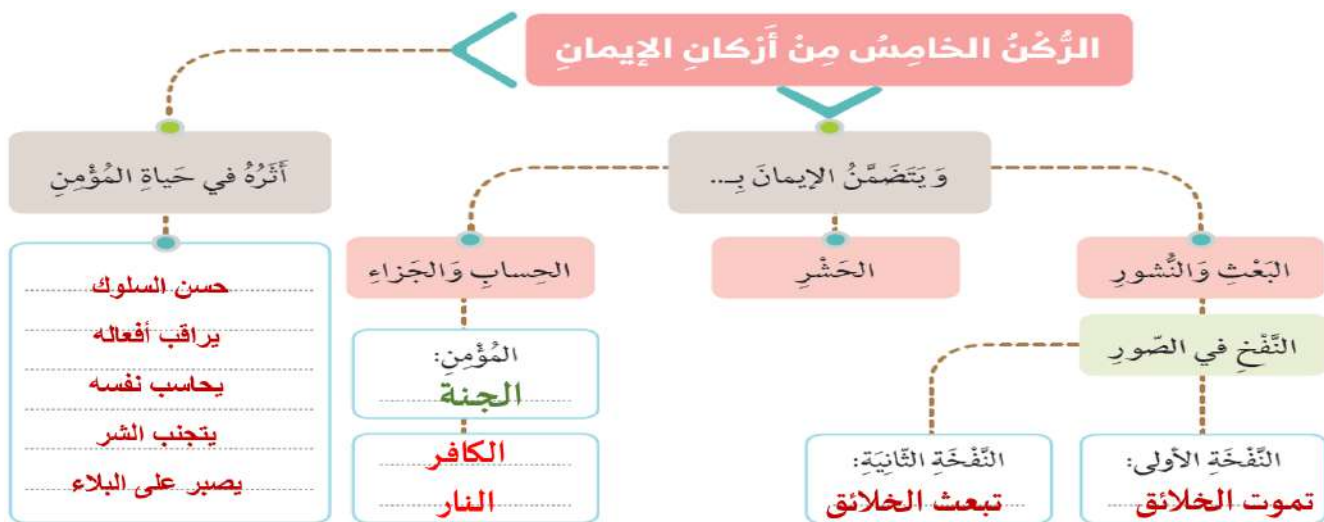 الرُّكْنُ الخامِسُ مِنْ أَرْكانِ الإيمانِ
وَيَتَضَمَّنُ الإيمانَ بِـ...
أَثَرُهُ في حَياةِ المُؤْمِنِ
البَعْثِ وَالنُّشورِ
الحَشْرِ
الحِسابِ وَالجَزاءِ
النَّفْخِ في الصّورِ
النَّفْخَةِ الأولى:
تموت الخلائق
النَّفْخَةِ الثّانِيَةِ:
تبعث الخلائق
المُؤْمِنِ:
الجنة
الكافر
النار
حسن السلوك
يراقب أفعاله
يحاسب نفسه
يتجنب الشر
يصبر على البلاء